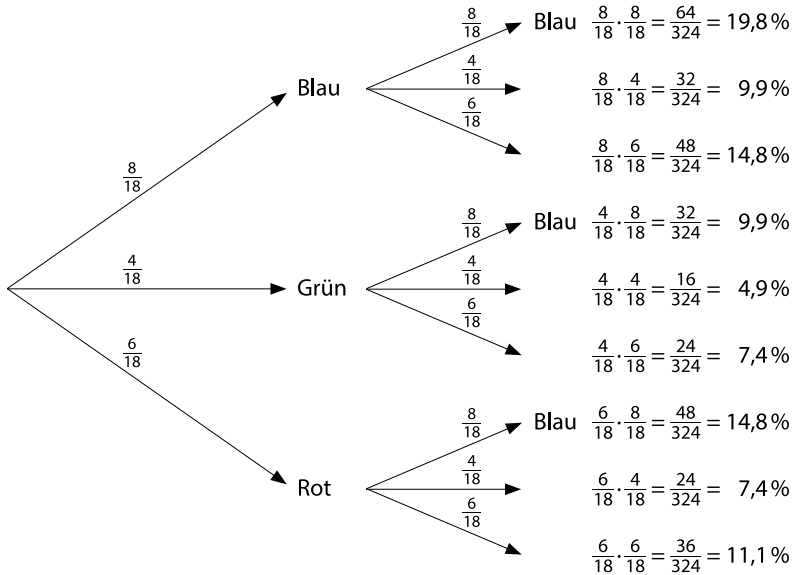 8/18 Blau 8/18 · 8/18 = 64/324 = 19,8 %
4/18
Blau 8/18 · 4/18 = 32/324 = 9,9 %
6/18
8/18 · 6/18 = 48/324 = 14,8 %
8/18
8/18 Blau 4/18 · 8/18 = 32/324 = 9,9 %
4/18 4/18
Grün 4/18 · 4/18 = 16/324 = 4,9 %
6/18 6/18
4/18 · 6/18 = 24/324 = 7,4 %
8/18 Blau 6/18 · 8/18 = 48/324 = 14,8 %
4/18
Rot 6/18 · 4/18 = 24/324 = 7,4 %
6/18
6/18 · 6/18 = 36/324 = 11,1 %